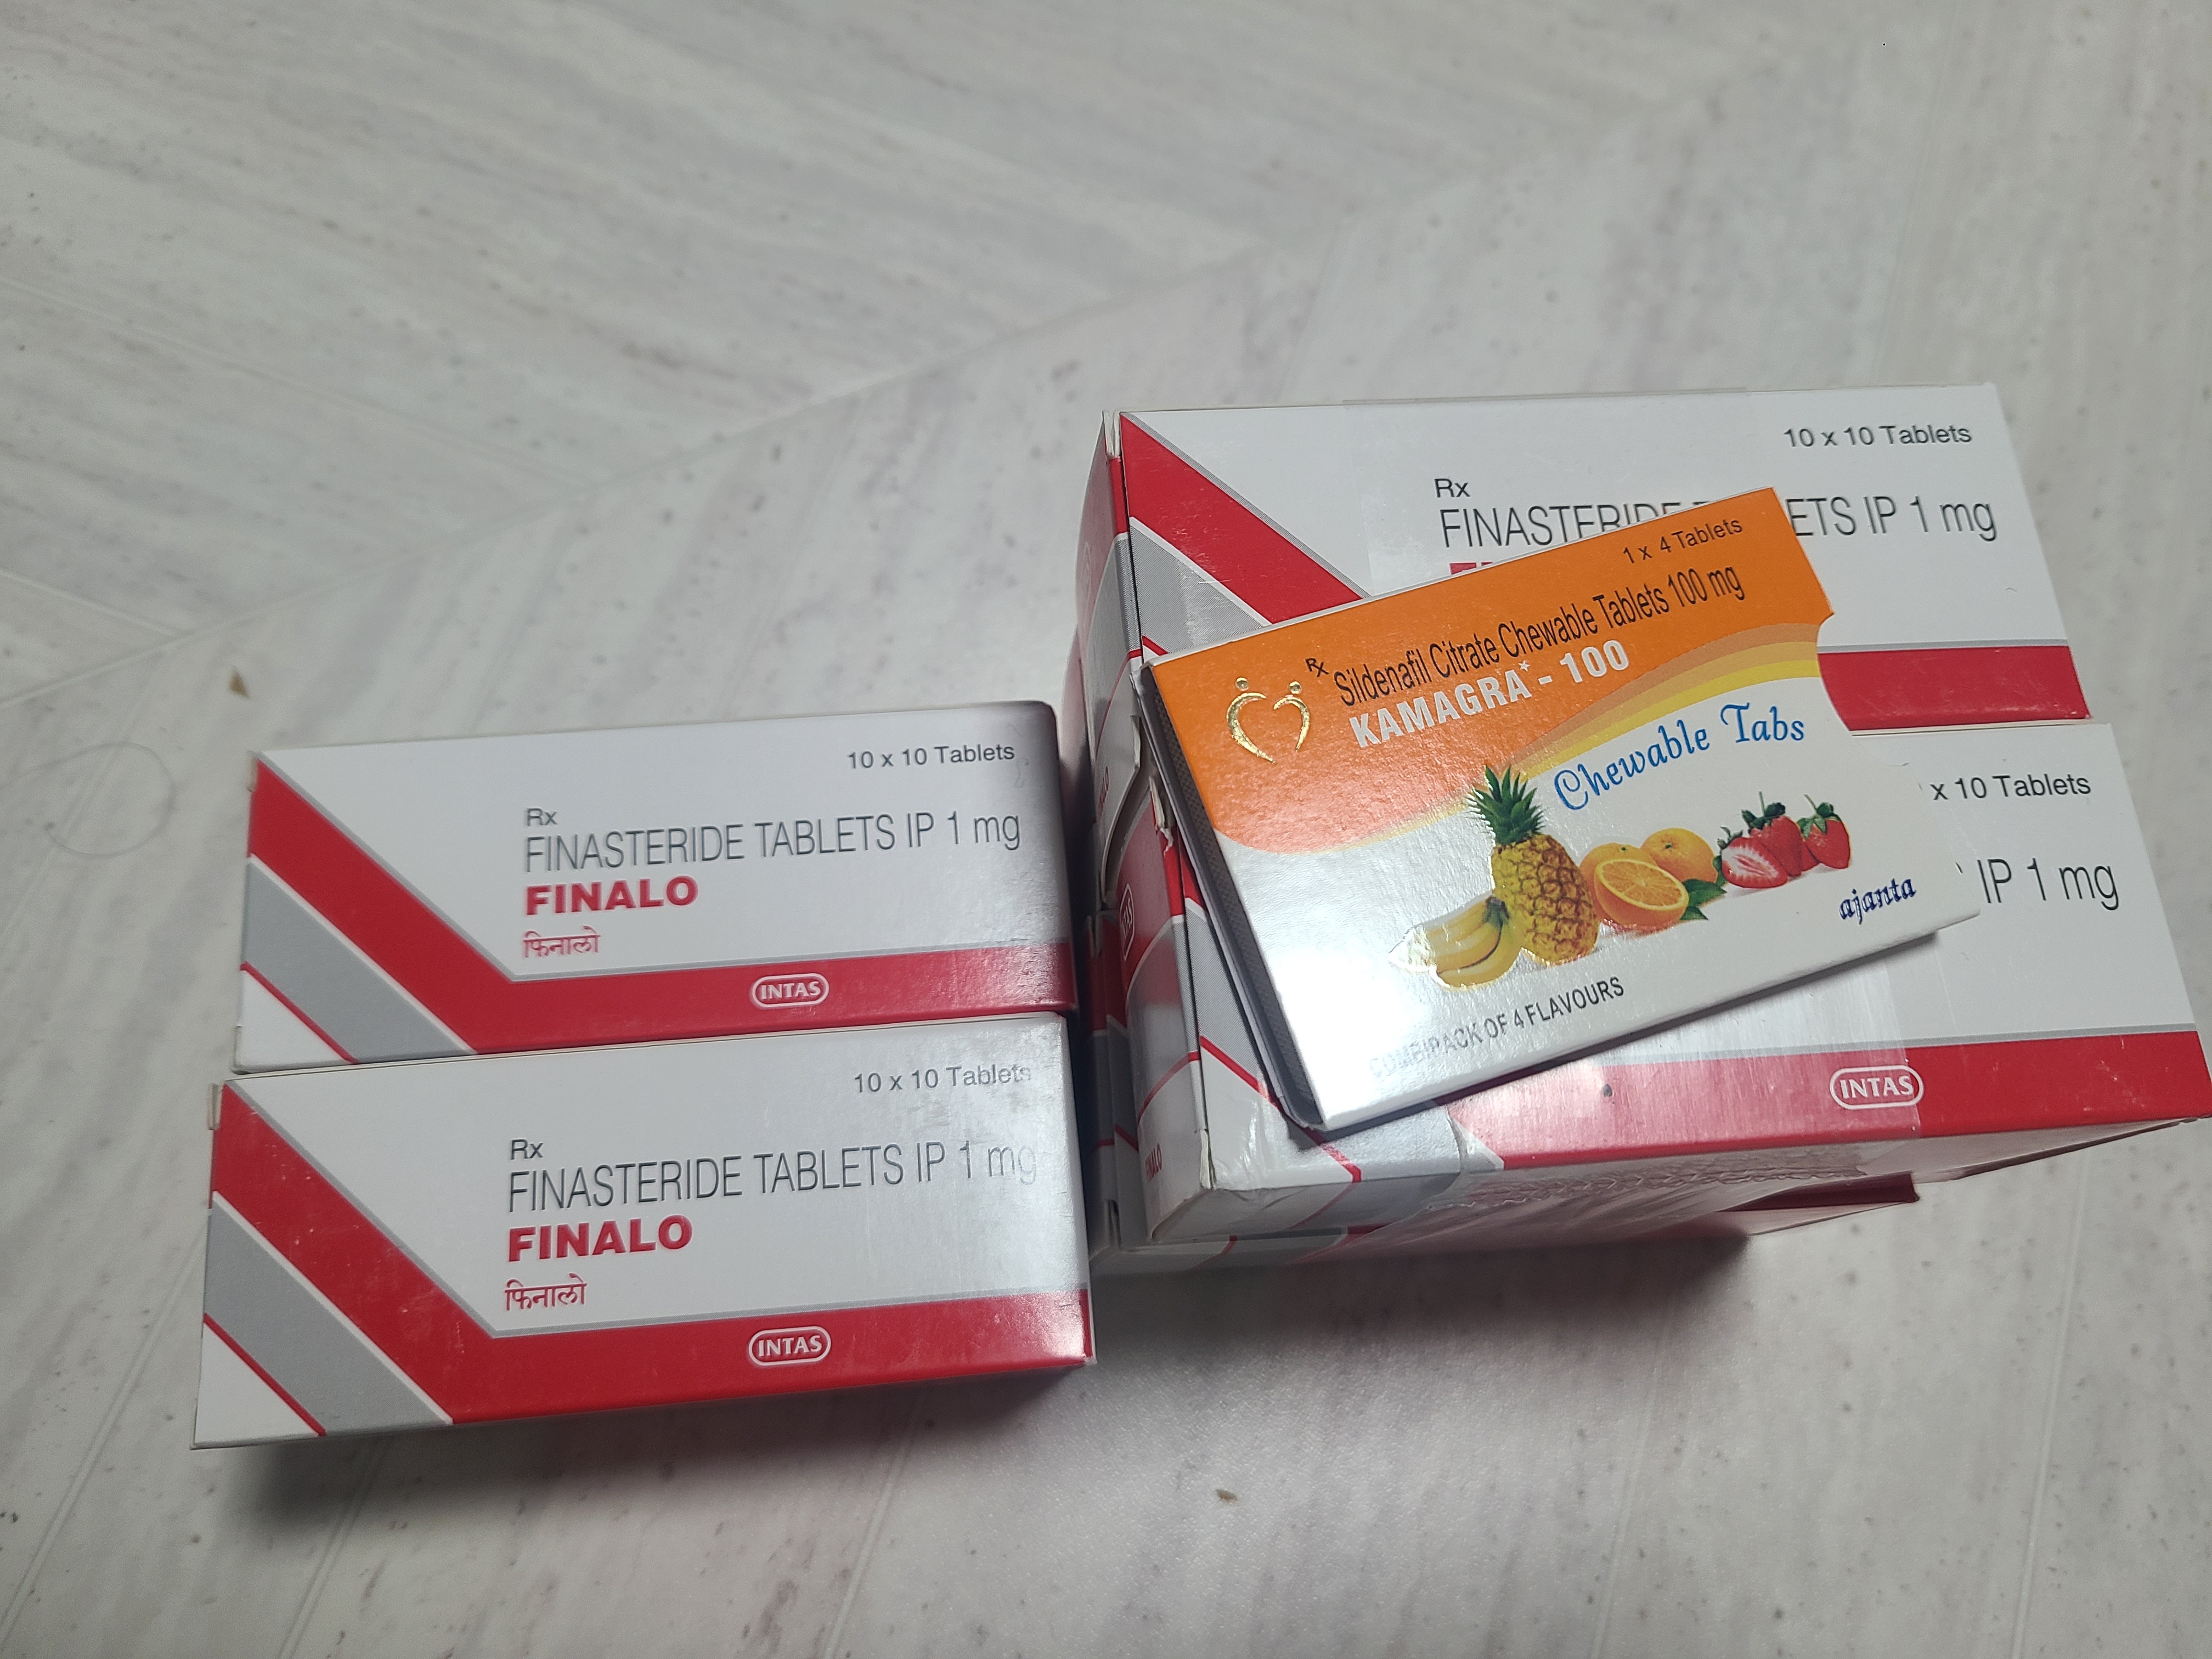 10 x 10 Tablets
Rx
FINASTERIDE TABLETS IP 1 mg
FINALO
फिनालो
INTAS
10 x 10 Tablets
Rx
FINASTERIDE TABLETS IP 1 mg
FINALO
फिनालो
INTAS
10 x 10 Tablets
Rx
FINASTERIDE ETS IP 1 mg
1 x 4 Tablets
Rx Sildenafil Citrate Chewable Tablets 100 mg
KAMAGRA* - 100
Chewable Tabs
ajanta
COMBIPACK OF 4 FLAVOURS
x 10 Tablets
IP 1 mg
INTAS
FINALO